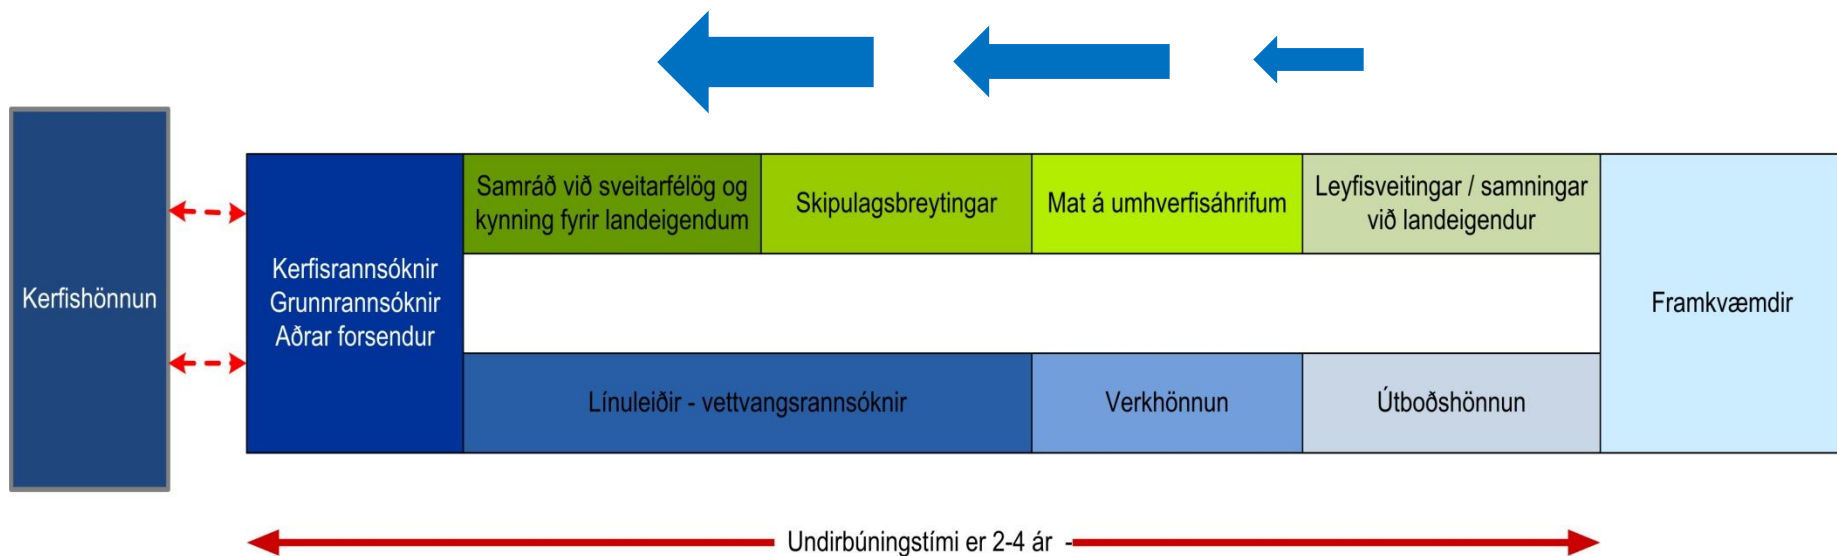 Kerfishönnun
Kerfisrannsóknir
Grunnrannsóknir
Aðrar forsendur
Samráð við sveitarfélög og
kynning fyrir landeigendum
Skipulagsbreytingar
Mat á umhverfisáhrifum
Leyfisveitingar / samningar
við landeigendur
Línuleiðir - vettvangsrannsóknir
Verkhönnun
Útboðshönnun
Framkvæmdir
Undirbúningstími er 2-4 ár -